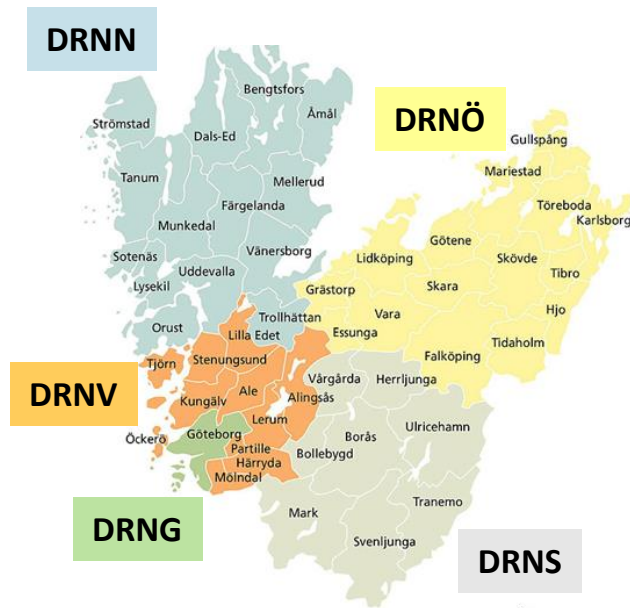 DRNN
Bengtsfors
Åmål
Strömstad
Dals-Ed
DRNÖ
Gullspång
Mariestad
Tanum
Mellerud
Töreboda
Färgelanda
Karlsborg
Munkedal
Götene
Sotenäs
Vänersborg
Lidköping
Skövde
Uddevalla
Tibro
Lysekil
Grästorp
Skara
Hjo
Orust
Trollhättan
Vara
Lilla Edet
Essunga
Tidaholm
Tjörn
Stenungsund
Falköping
DRNV
Vårgårda
Herrljunga
Kungälv
Ale
Alingsås
Lerum
Ulricehamn
Öckerö
Göteborg
Borås
Partille
Bollebygd
Härryda
Mölndal
Tranemo
Mark
DRNG
Svenljunga
DRNS